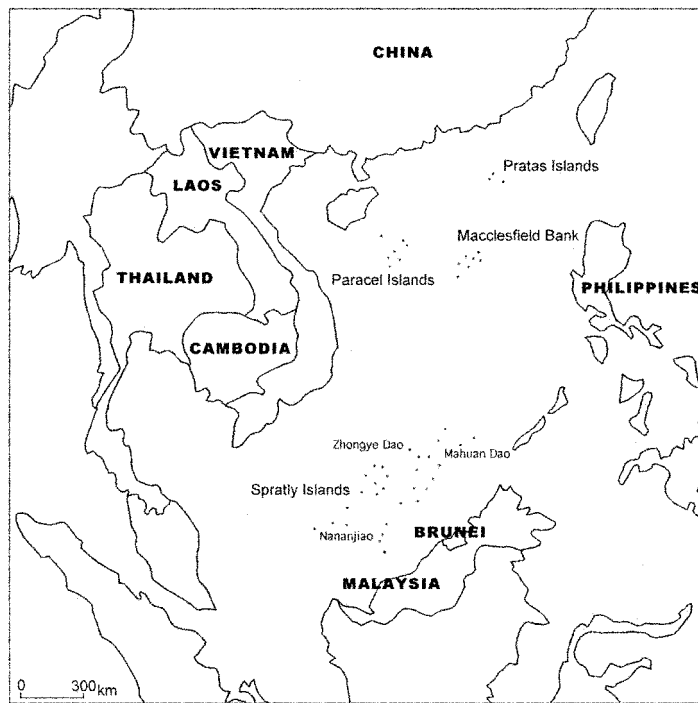 CHINA
VIETNAM
Pratas Islands
LAOS
Macclesfield Bank
THAILAND
Paracel Islands
PHILIPPINES
CAMBODIA
Zhongye Dao
Mahuan Dao
Spratly Islands
Nananjiao
BRUNEI
MALAYSIA
0 300km